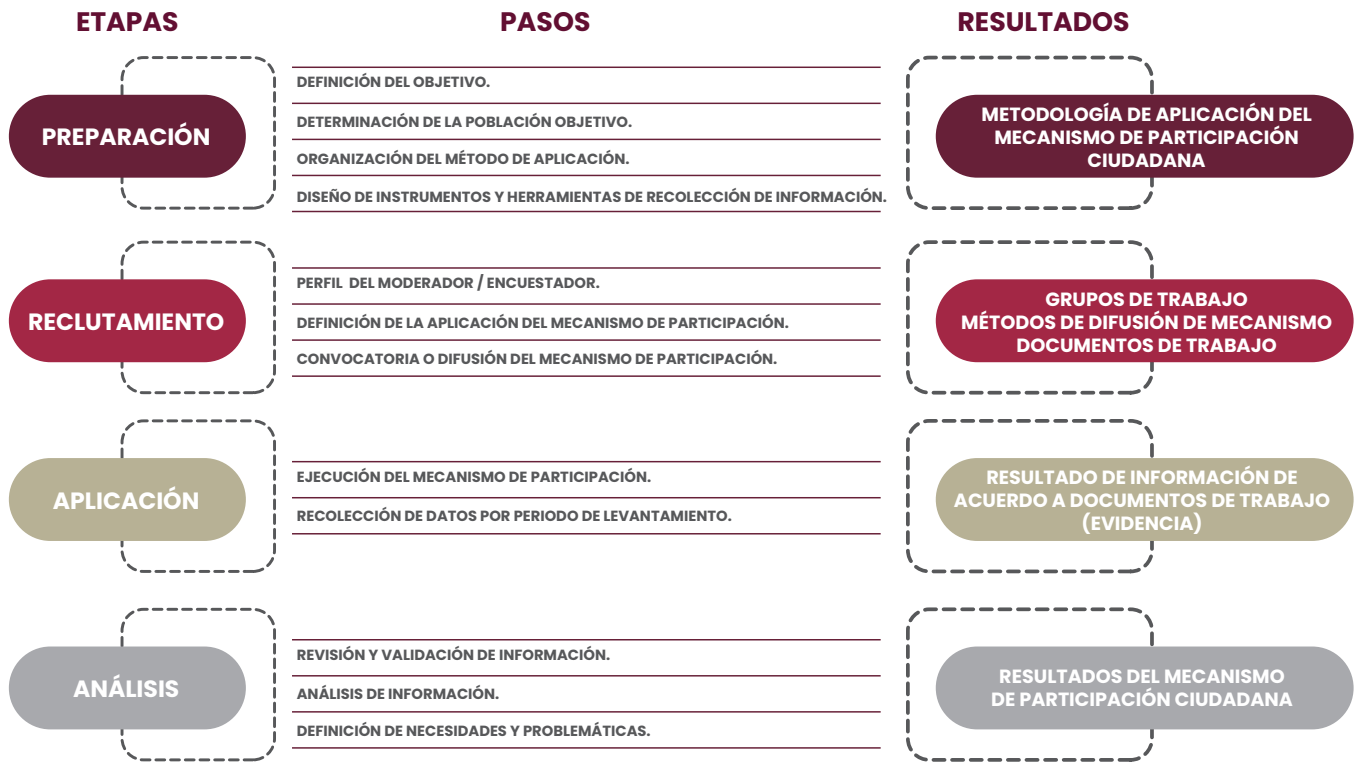 ETAPAS
PASOS
RESULTADOS
PREPARACIÓN
DEFINICIÓN DEL OBJETIVO.
DETERMINACIÓN DE LA POBLACIÓN OBJETIVO.
ORGANIZACIÓN DEL MÉTODO DE APLICACIÓN.
DISEÑO DE INSTRUMENTOS Y HERRAMIENTAS DE RECOLECCIÓN DE INFORMACIÓN.
METODOLOGÍA DE APLICACIÓN DEL
MECANISMO DE PARTICIPACIÓN
CIUDADANA
RECLUTAMIENTO
PERFIL DEL MODERADOR / ENCUESTADOR.
DEFINICIÓN DE LA APLICACIÓN DEL MECANISMO DE PARTICIPACIÓN.
CONVOCATORIA O DIFUSIÓN DEL MECANISMO DE PARTICIPACIÓN.
GRUPOS DE TRABAJO
MÉTODOS DE DIFUSIÓN DE MECANISMO
DOCUMENTOS DE TRABAJO
APLICACIÓN
EJECUCIÓN DEL MECANISMO DE PARTICIPACIÓN.
RECOLECCIÓN DE DATOS POR PERIODO DE LEVANTAMIENTO.
RESULTADO DE INFORMACIÓN DE
ACUERDO A DOCUMENTOS DE TRABAJO
(EVIDENCIA)
ANÁLISIS
REVISIÓN Y VALIDACIÓN DE INFORMACIÓN.
ANÁLISIS DE INFORMACIÓN.
DEFINICIÓN DE NECESIDADES Y PROBLEMÁTICAS.
RESULTADOS DEL MECANISMO
DE PARTICIPACIÓN CIUDADANA